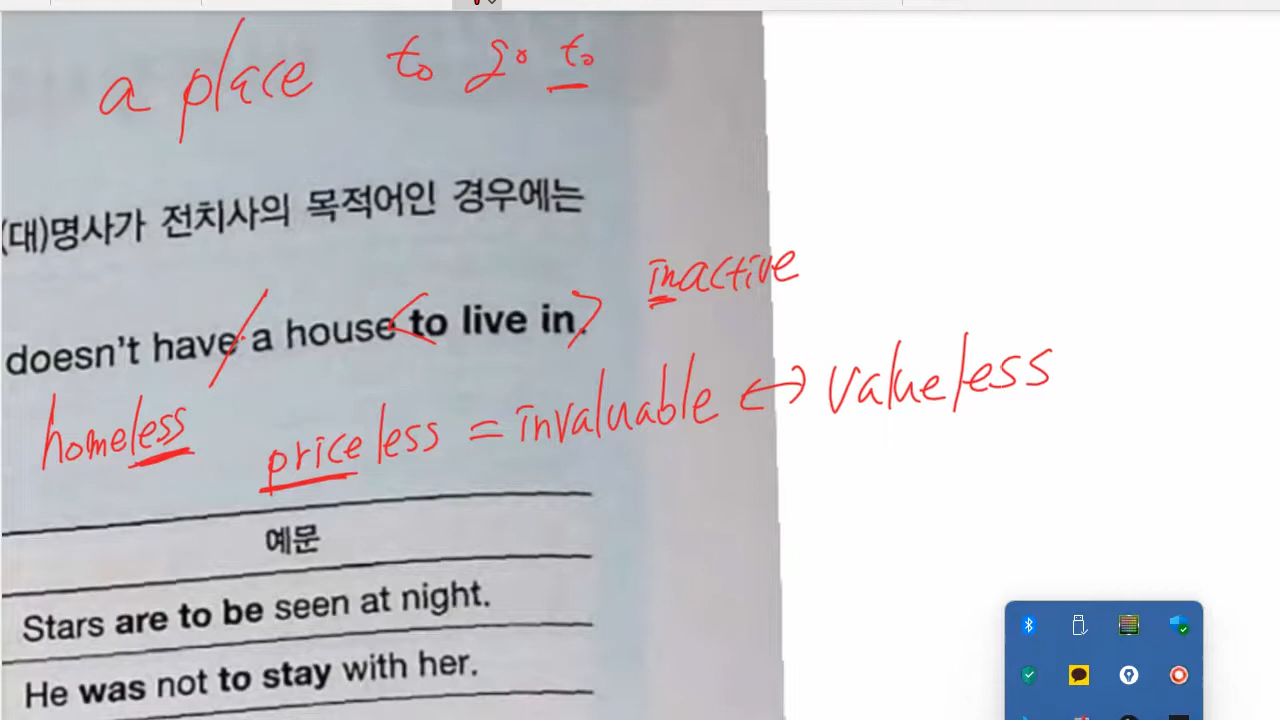 a place to go to
(대)명사가 전치사의 목적어인 경우에는
inactive
doesn't have a house to live in.
homeless priceless = invaluable ↔ valueless
예문
Stars are to be seen at night.
He was not to stay with her.